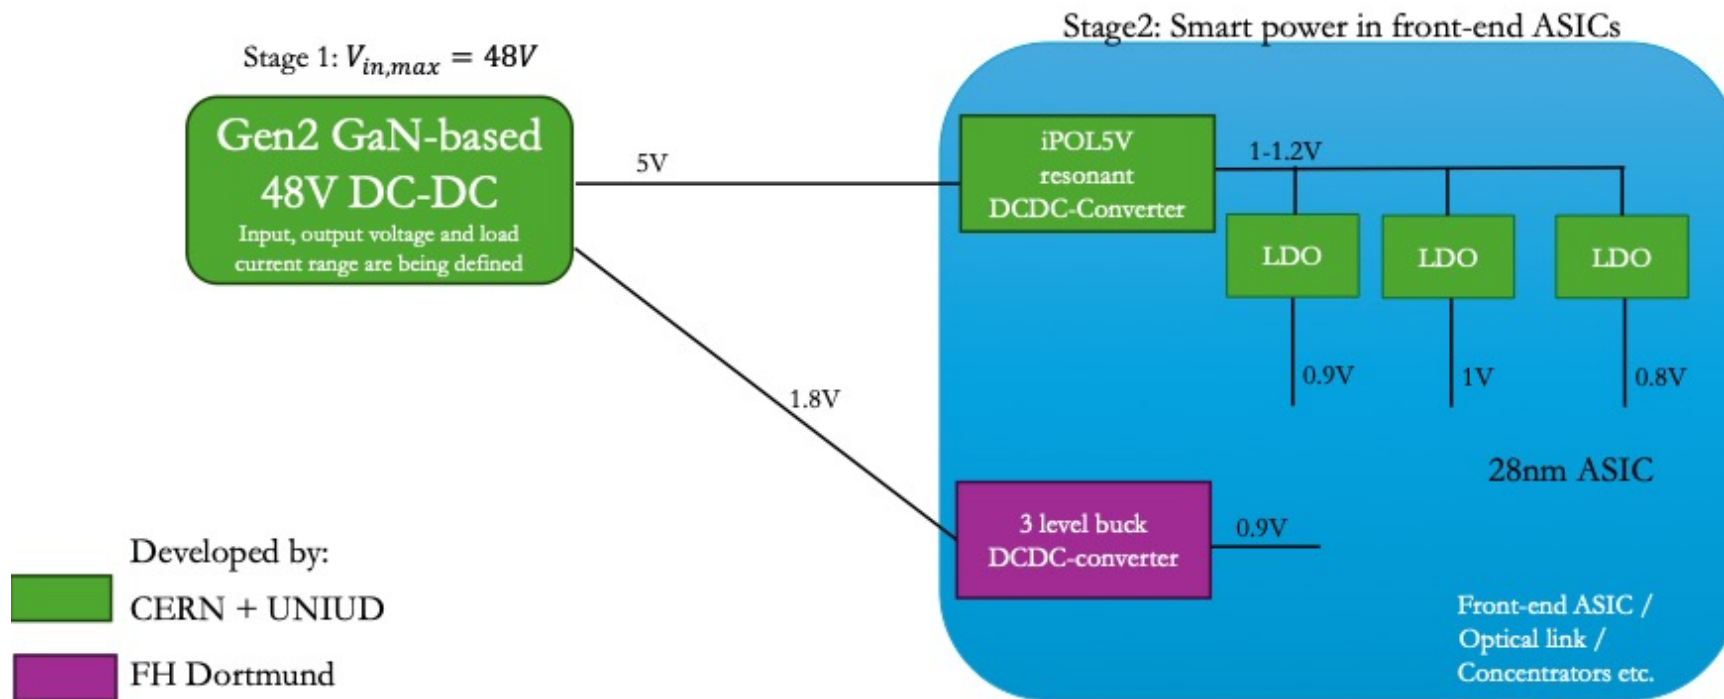 Stage 1: V_{in,max} = 48V
Gen2 GaN-based
48V DC-DC
Input, output voltage and load
current range are being defined
5V
1.8V
Stage2: Smart power in front-end ASICs
iPOL5V
resonant
DCDC-Converter
1-1.2V
LDO
LDO
LDO
0.9V
1V
0.8V
28nm ASIC
3 level buck
DCDC-converter
0.9V
Front-end ASIC /
Optical link /
Concentrators etc.
Developed by:
CERN + UNIUD
FH Dortmund